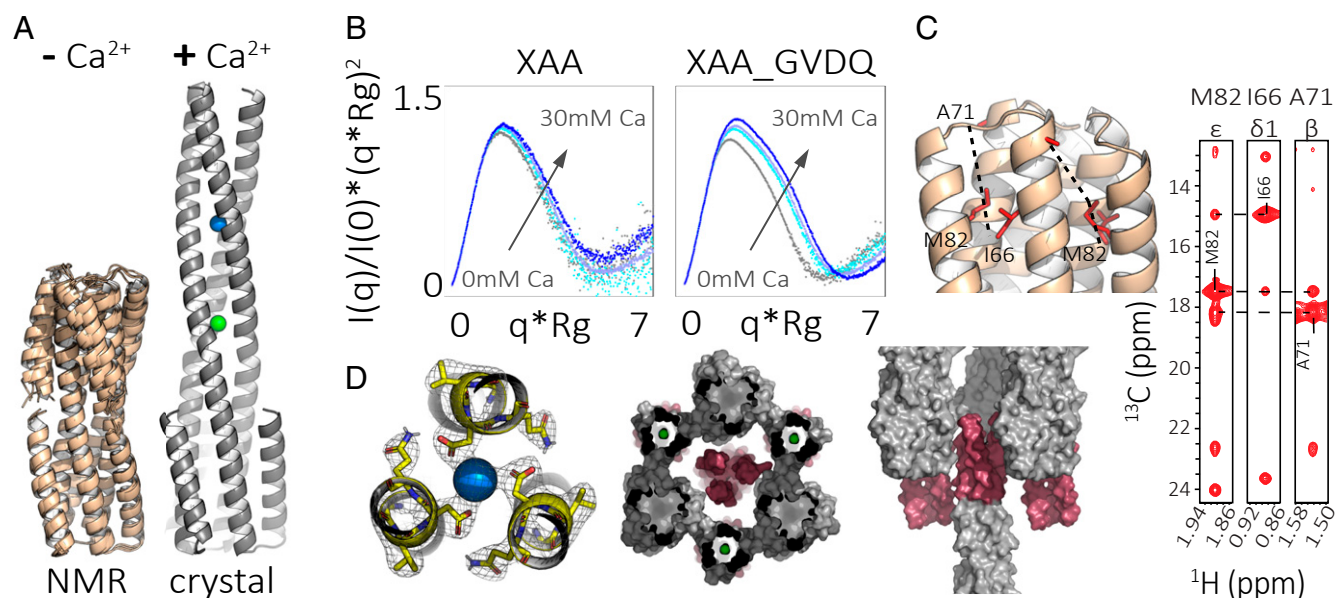 A
- Ca²⁺ + Ca²⁺
NMR crystal
B
XAA XAA_GVDQ
I(q)/I(0)*(q*Rg)²
1.5
0
30mM Ca 30mM Ca
0mM Ca 0mM Ca
0 q*Rg 7 0 q*Rg 7
C
A71
M82 I66 M82
M82 I66 A71
ε δ1 β
I66
M82
A71
¹³C (ppm)
14
16
18
20
22
24
1.94 1.86 0.92 0.86 1.58 1.50
¹H (ppm)
D